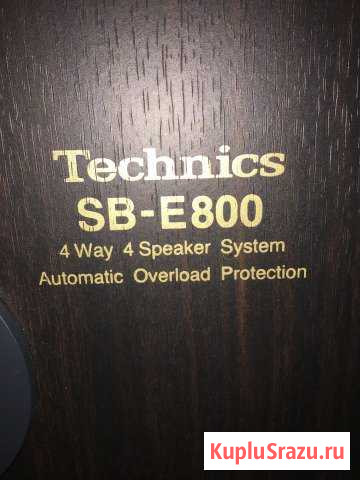 Technics
SB-E800
4 Way 4 Speaker System
Automatic Overload Protection
KupluSrazu.ru